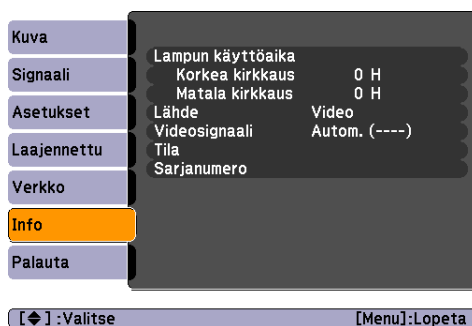 Kuva
Signaali
Asetukset
Laajennettu
Verkko
Info
Palauta
Lampun käyttöaika
Korkea kirkkaus 0 H
Matala kirkkaus 0 H
Lähde Video
Videosignaali Autom. (----)
Tila
Sarjanumero
[◆] :Valitse [Menu]:Lopeta